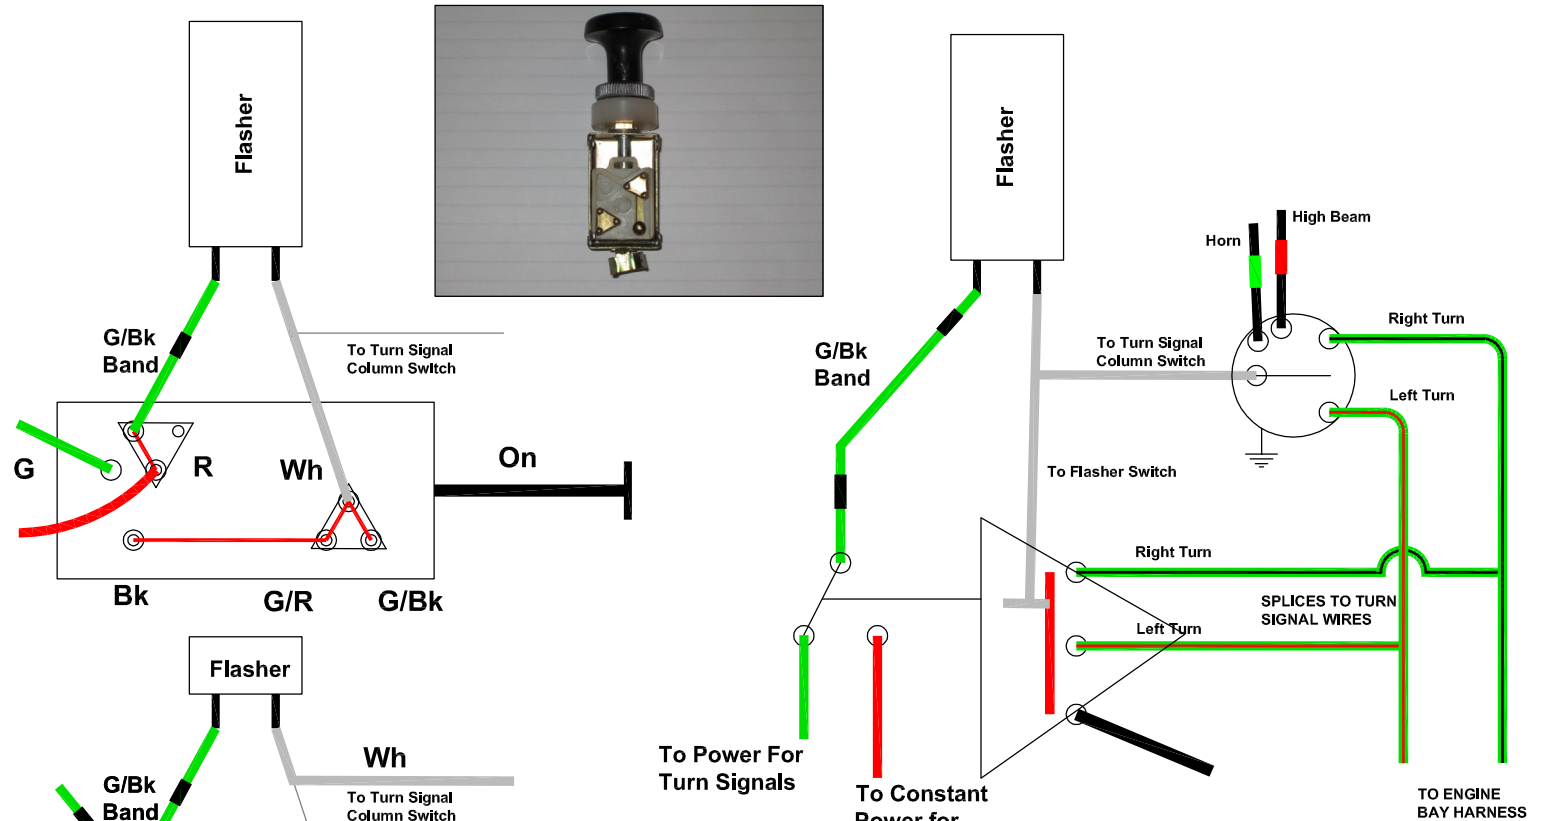 Flasher
G/Bk
Band
To Turn Signal
Column Switch
G
R
Wh
On
Bk
G/R
G/Bk
Flasher
G/Bk
Band
Wh
To Turn Signal
Column Switch
Flasher
G/Bk
Band
To Turn Signal
Column Switch
Horn
High Beam
Right Turn
Left Turn
To Flasher Switch
Right Turn
SPLICES TO TURN
SIGNAL WIRES
Left Turn
To Power For
Turn Signals
To Constant
Power for
TO ENGINE
BAY HARNESS